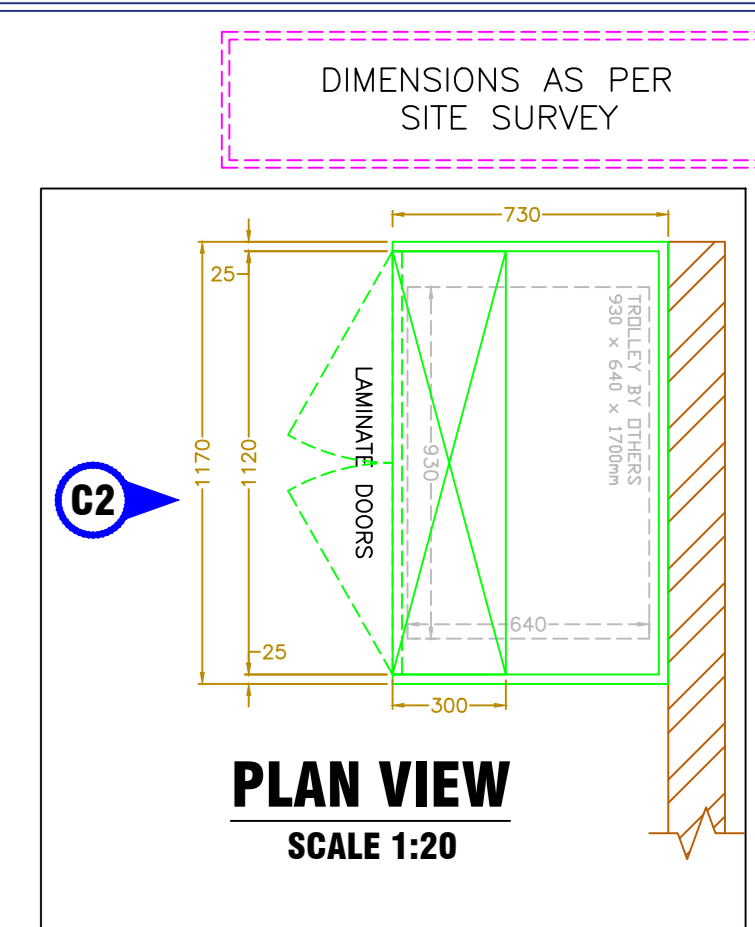 DIMENSIONS AS PER
SITE SURVEY
730
25
TROLLEY BY OTHERS
930 x 640 x 1700mm
LAMINATE DOORS
930
1170
1120
C2
640
25
300
PLAN VIEW
SCALE 1:20